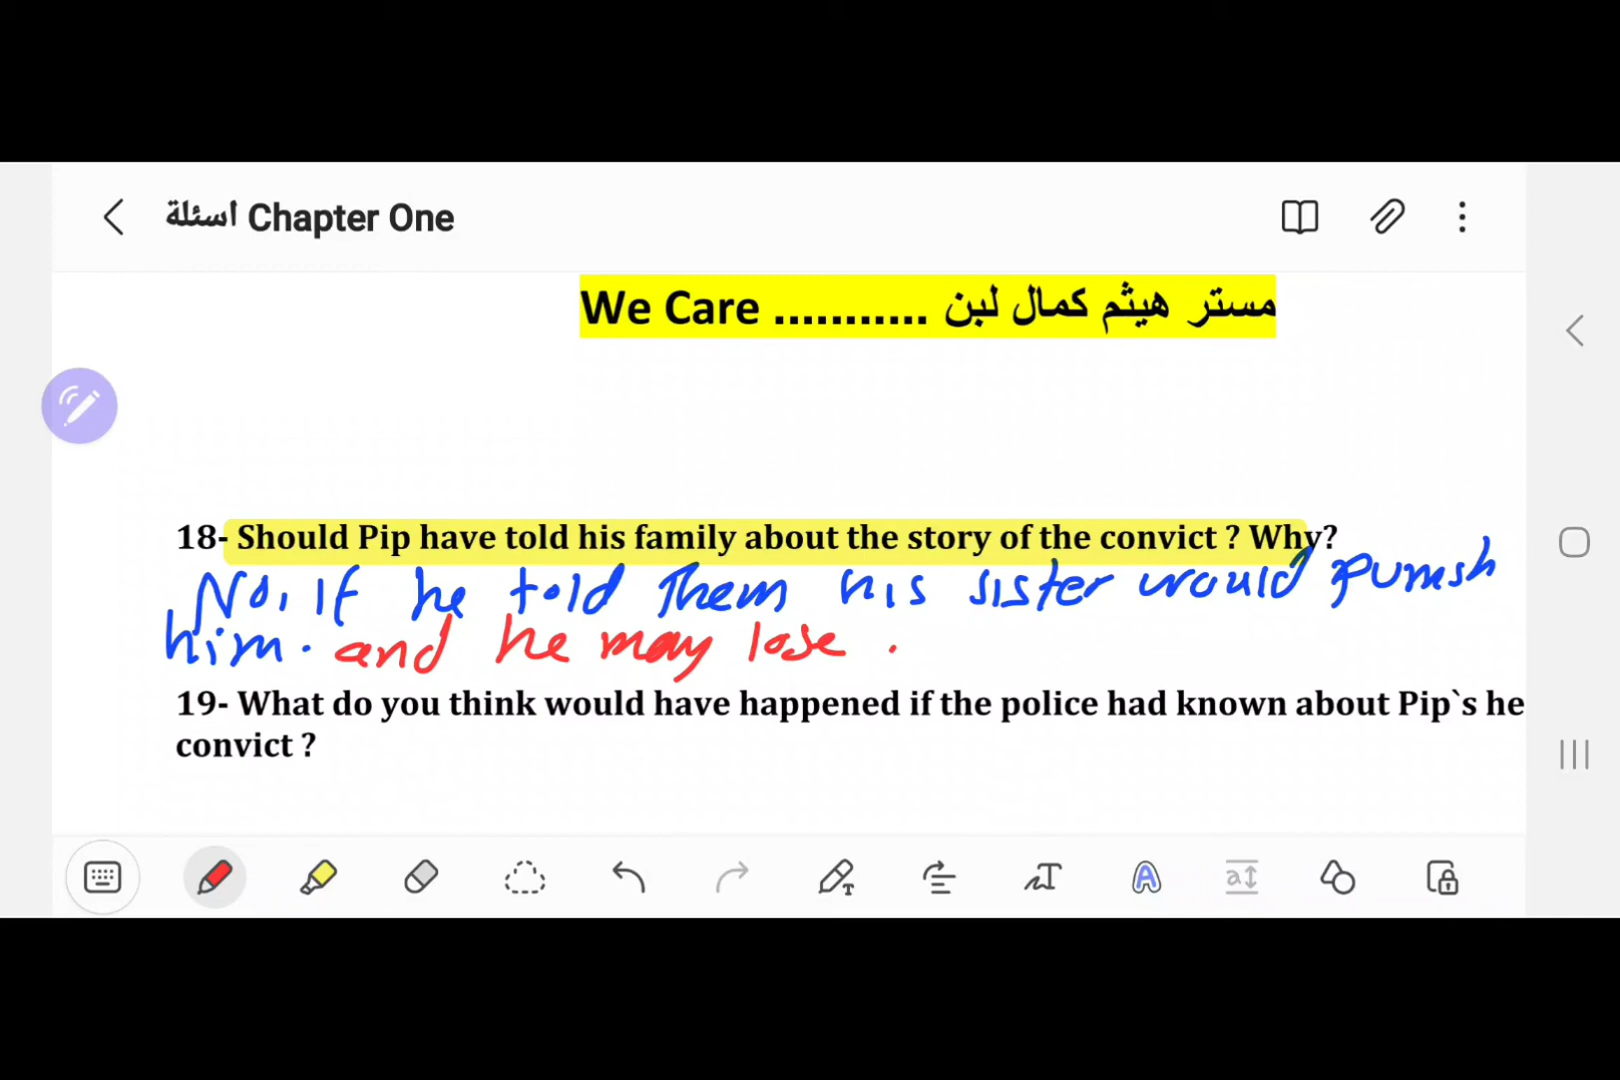 اسئلة Chapter One
We Care ........... مستر هيثم كمال لبن
18- Should Pip have told his family about the story of the convict ? Why?
No, If he told Them his sister would punish
him. and he may lose .
19- What do you think would have happened if the police had known about Pip`s he
convict ?